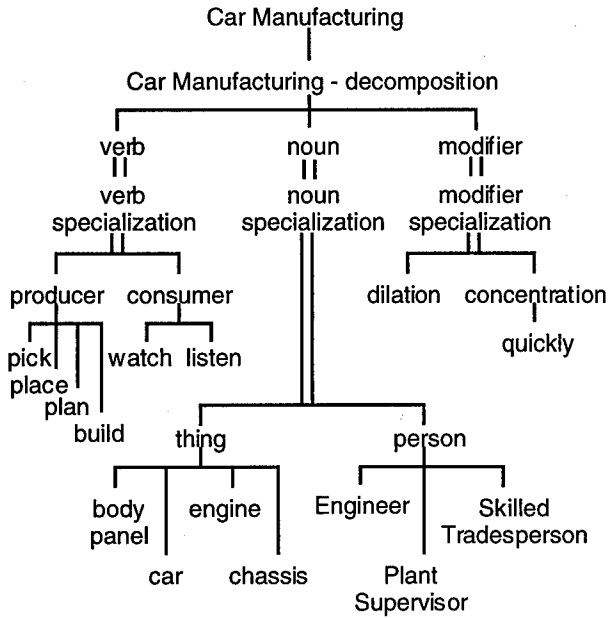 Car Manufacturing
Car Manufacturing - decomposition
verb
noun
modifier
verb
specialization
noun
specialization
modifier
specialization
producer
consumer
dilation
concentration
pick
place
plan
build
watch
listen
quickly
thing
person
body
panel
car
engine
chassis
Engineer
Plant
Supervisor
Skilled
Tradesperson